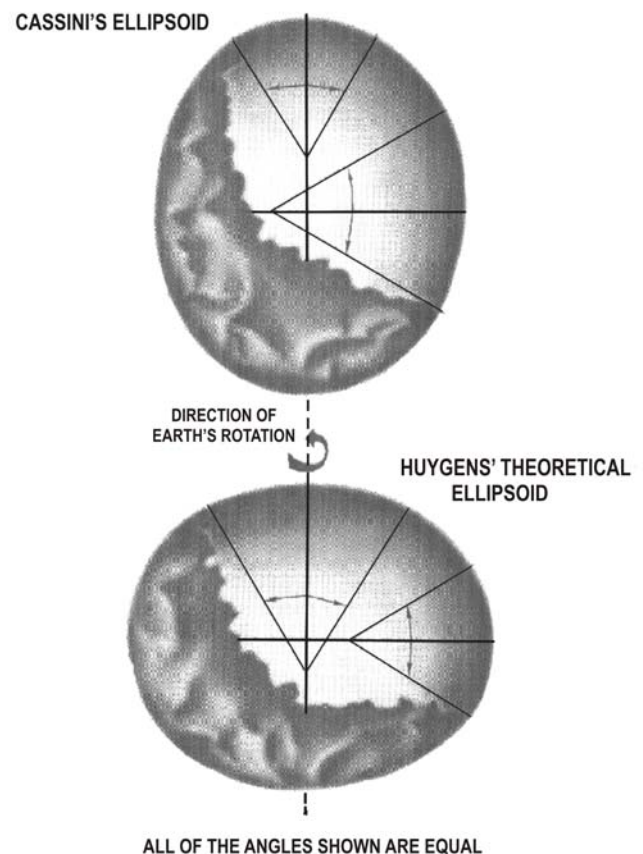 CASSINI'S ELLIPSOID
DIRECTION OF
EARTH'S ROTATION
HUYGENS' THEORETICAL
ELLIPSOID
ALL OF THE ANGLES SHOWN ARE EQUAL